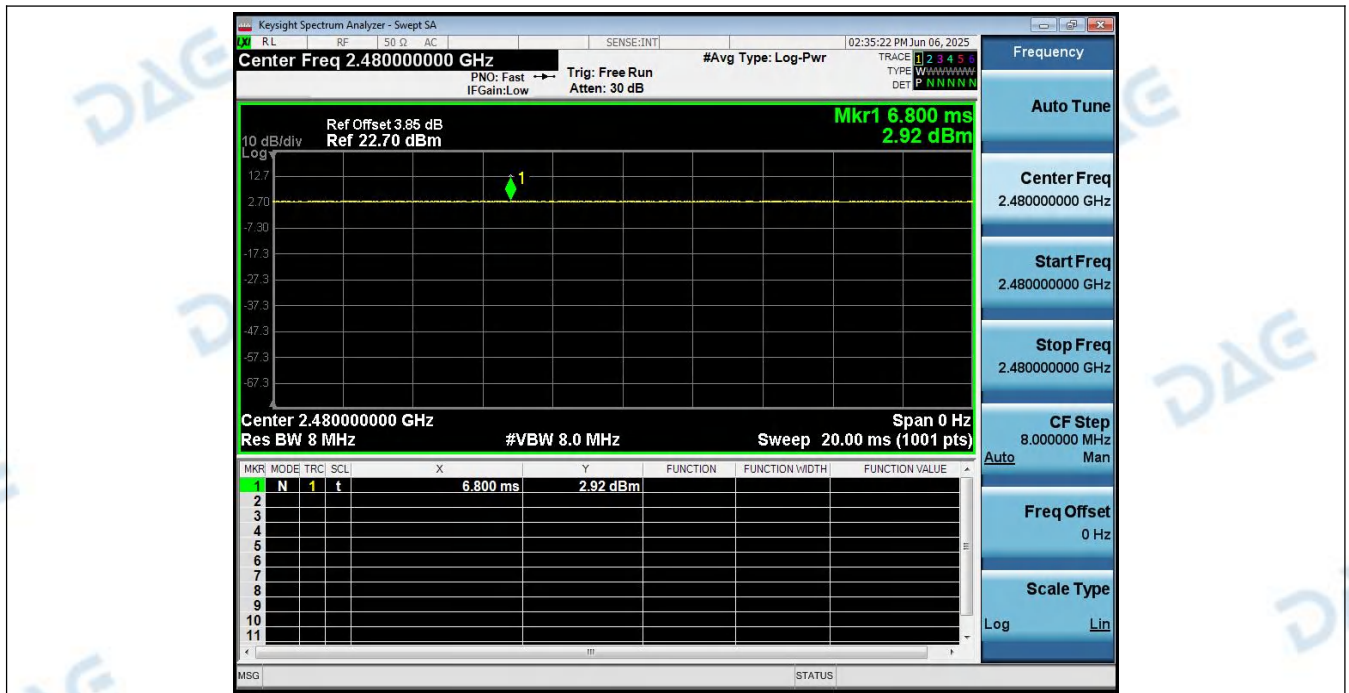 Keysight Spectrum Analyzer - Swept SA
LXI RL RF 50 Ω AC SENSE:INT 02:35:22 PM Jun 06, 2025
Center Freq 2.480000000 GHz
PNO: Fast
IFGain:Low
Trig: Free Run
Atten: 30 dB
#Avg Type: Log-Pwr
TRACE 1 2 3 4 5 6
TYPE WWWWWW
DET P N N N N N
Mkr1 6.800 ms
2.92 dBm
Ref Offset 3.85 dB
10 dB/div Ref 22.70 dBm
Log
12.7
2.70
-7.30
-17.3
-27.3
-37.3
-47.3
-57.3
-67.3
1
Center 2.480000000 GHz Span 0 Hz
Res BW 8 MHz #VBW 8.0 MHz Sweep 20.00 ms (1001 pts)
MKR MODE TRC SCL X Y FUNCTION FUNCTION WIDTH FUNCTION VALUE
1 N 1 t 6.800 ms 2.92 dBm
2
3
4
5
6
7
8
9
10
11
MSG STATUS
Frequency
Auto Tune
Center Freq
2.480000000 GHz
Start Freq
2.480000000 GHz
Stop Freq
2.480000000 GHz
CF Step
8.000000 MHz
Auto Man
Freq Offset
0 Hz
Scale Type
Log Lin
DAG
DAG
DAG